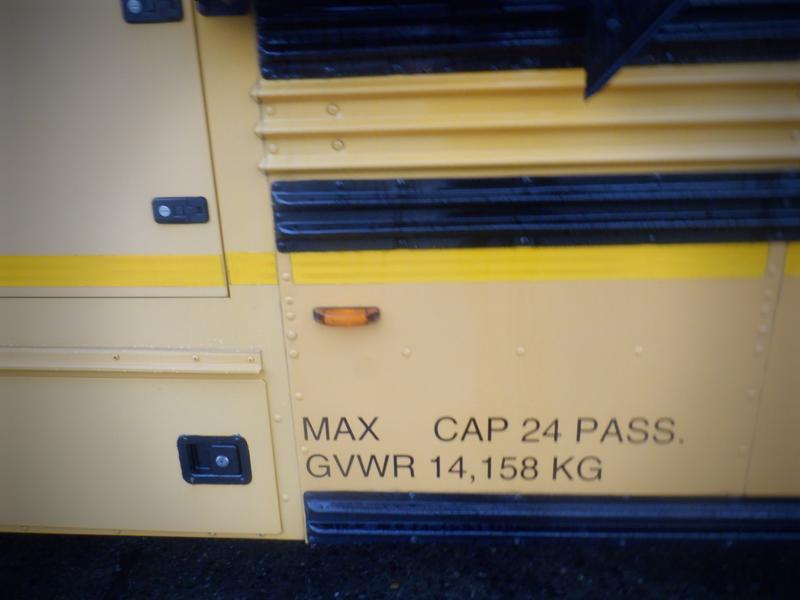 MAX CAP 24 PASS.
GVWR 14,158 KG